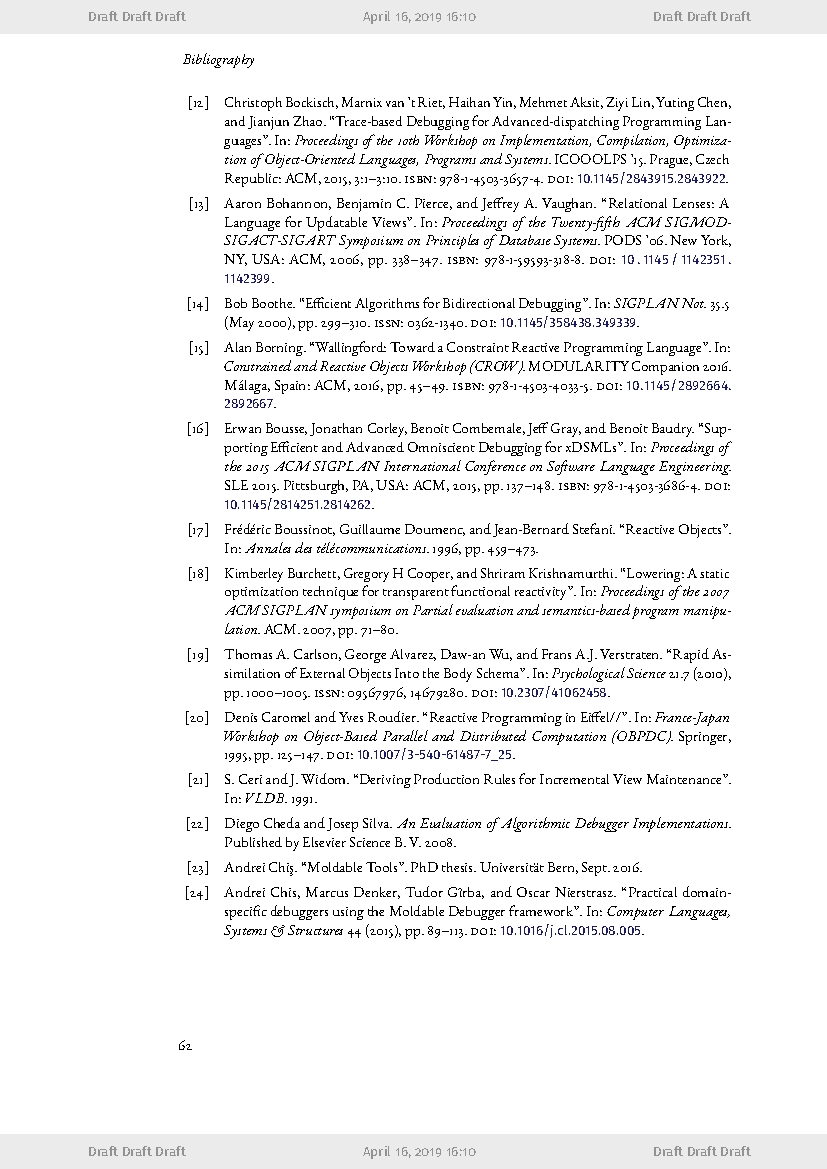 Draft Draft Draft April 16, 2019 16:10 Draft Draft Draft
Bibliography
[12] Christoph Bockisch, Marnix van ’t Riet, Haihan Yin, Mehmet Aksit, Ziyi Lin, Yuting Chen,
and Jianjun Zhao. “Trace-based Debugging for Advanced-dispatching Programming Lan-
guages”. In: Proceedings of the 10th Workshop on Implementation, Compilation, Optimiza-
tion of Object-Oriented Languages, Programs and Systems. ICOOOLPS ’15. Prague, Czech
Republic: ACM, 2015, 3:1–3:10. ISBN: 978-1-4503-3657-4. DOI: 10.1145/2843915.2843922.
[13] Aaron Bohannon, Benjamin C. Pierce, and Jeffrey A. Vaughan. “Relational Lenses: A
Language for Updatable Views”. In: Proceedings of the Twenty-fifth ACM SIGMOD-
SIGACT-SIGART Symposium on Principles of Database Systems. PODS ’06. New York,
NY, USA: ACM, 2006, pp. 338–347. ISBN: 978-1-59593-318-8. DOI: 10.1145/1142351.
1142399.
[14] Bob Boothe. “Efficient Algorithms for Bidirectional Debugging”. In: SIGPLAN Not. 35.5
(May 2000), pp. 299–310. ISSN: 0362-1340. DOI: 10.1145/358438.349339.
[15] Alan Borning. “Wallingford: Toward a Constraint Reactive Programming Language”. In:
Constrained and Reactive Objects Workshop (CROW). MODULARITY Companion 2016.
Málaga, Spain: ACM, 2016, pp. 45–49. ISBN: 978-1-4503-4033-5. DOI: 10.1145/2892664.
2892667.
[16] Erwan Bousse, Jonathan Corley, Benoit Combemale, Jeff Gray, and Benoit Baudry. “Sup-
porting Efficient and Advanced Omniscient Debugging for xDSMLs”. In: Proceedings of
the 2015 ACM SIGPLAN International Conference on Software Language Engineering.
SLE 2015. Pittsburgh, PA, USA: ACM, 2015, pp. 137–148. ISBN: 978-1-4503-3686-4. DOI:
10.1145/2814251.2814262.
[17] Frédéric Boussinot, Guillaume Doumenc, and Jean-Bernard Stefani. “Reactive Objects”.
In: Annales des télécommunications. 1996, pp. 459–473.
[18] Kimberley Burchett, Gregory H Cooper, and Shriram Krishnamurthi. “Lowering: A static
optimization technique for transparent functional reactivity”. In: Proceedings of the 2007
ACM SIGPLAN symposium on Partial evaluation and semantics-based program manipu-
lation. ACM. 2007, pp. 71–80.
[19] Thomas A. Carlson, George Alvarez, Daw-an Wu, and Frans A.J. Verstraten. “Rapid As-
similation of External Objects Into the Body Schema”. In: Psychological Science 21.7 (2010),
pp. 1000–1005. ISSN: 09567976, 14679280. DOI: 10.2307/41062458.
[20] Denis Caromel and Yves Roudier. “Reactive Programming in Eiffel//”. In: France-Japan
Workshop on Object-Based Parallel and Distributed Computation (OBPDC). Springer,
1995, pp. 125–147. DOI: 10.1007/3-540-61487-7_25.
[21] S. Ceri and J. Widom. “Deriving Production Rules for Incremental View Maintenance”.
In: VLDB. 1991.
[22] Diego Cheda and Josep Silva. An Evaluation of Algorithmic Debugger Implementations.
Published by Elsevier Science B. V. 2008.
[23] Andrei Chiş. “Moldable Tools”. PhD thesis. Universität Bern, Sept. 2016.
[24] Andrei Chis, Marcus Denker, Tudor Gîrba, and Oscar Nierstrasz. “Practical domain-
specific debuggers using the Moldable Debugger framework”. In: Computer Languages,
Systems & Structures 44 (2015), pp. 89–113. DOI: 10.1016/j.cl.2015.08.005.
62
Draft Draft Draft April 16, 2019 16:10 Draft Draft Draft